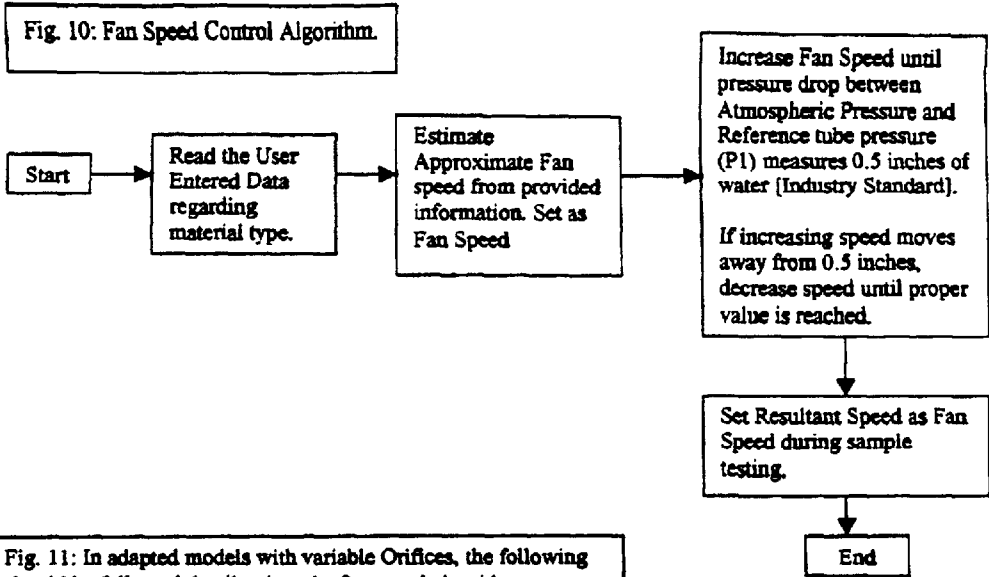 Fig. 10: Fan Speed Control Algorithm.
Start
Read the User
Entered Data
regarding
material type.
Estimate
Approximate Fan
speed from provided
information. Set as
Fan Speed
Increase Fan Speed until
pressure drop between
Atmospheric Pressure and
Reference tube pressure
(P1) measures 0.5 inches of
water [Industry Standard].
If increasing speed moves
away from 0.5 inches,
decrease speed until proper
value is reached.
Set Resultant Speed as Fan
Speed during sample
testing.
End
Fig. 11: In adapted models with variable Orifices, the following